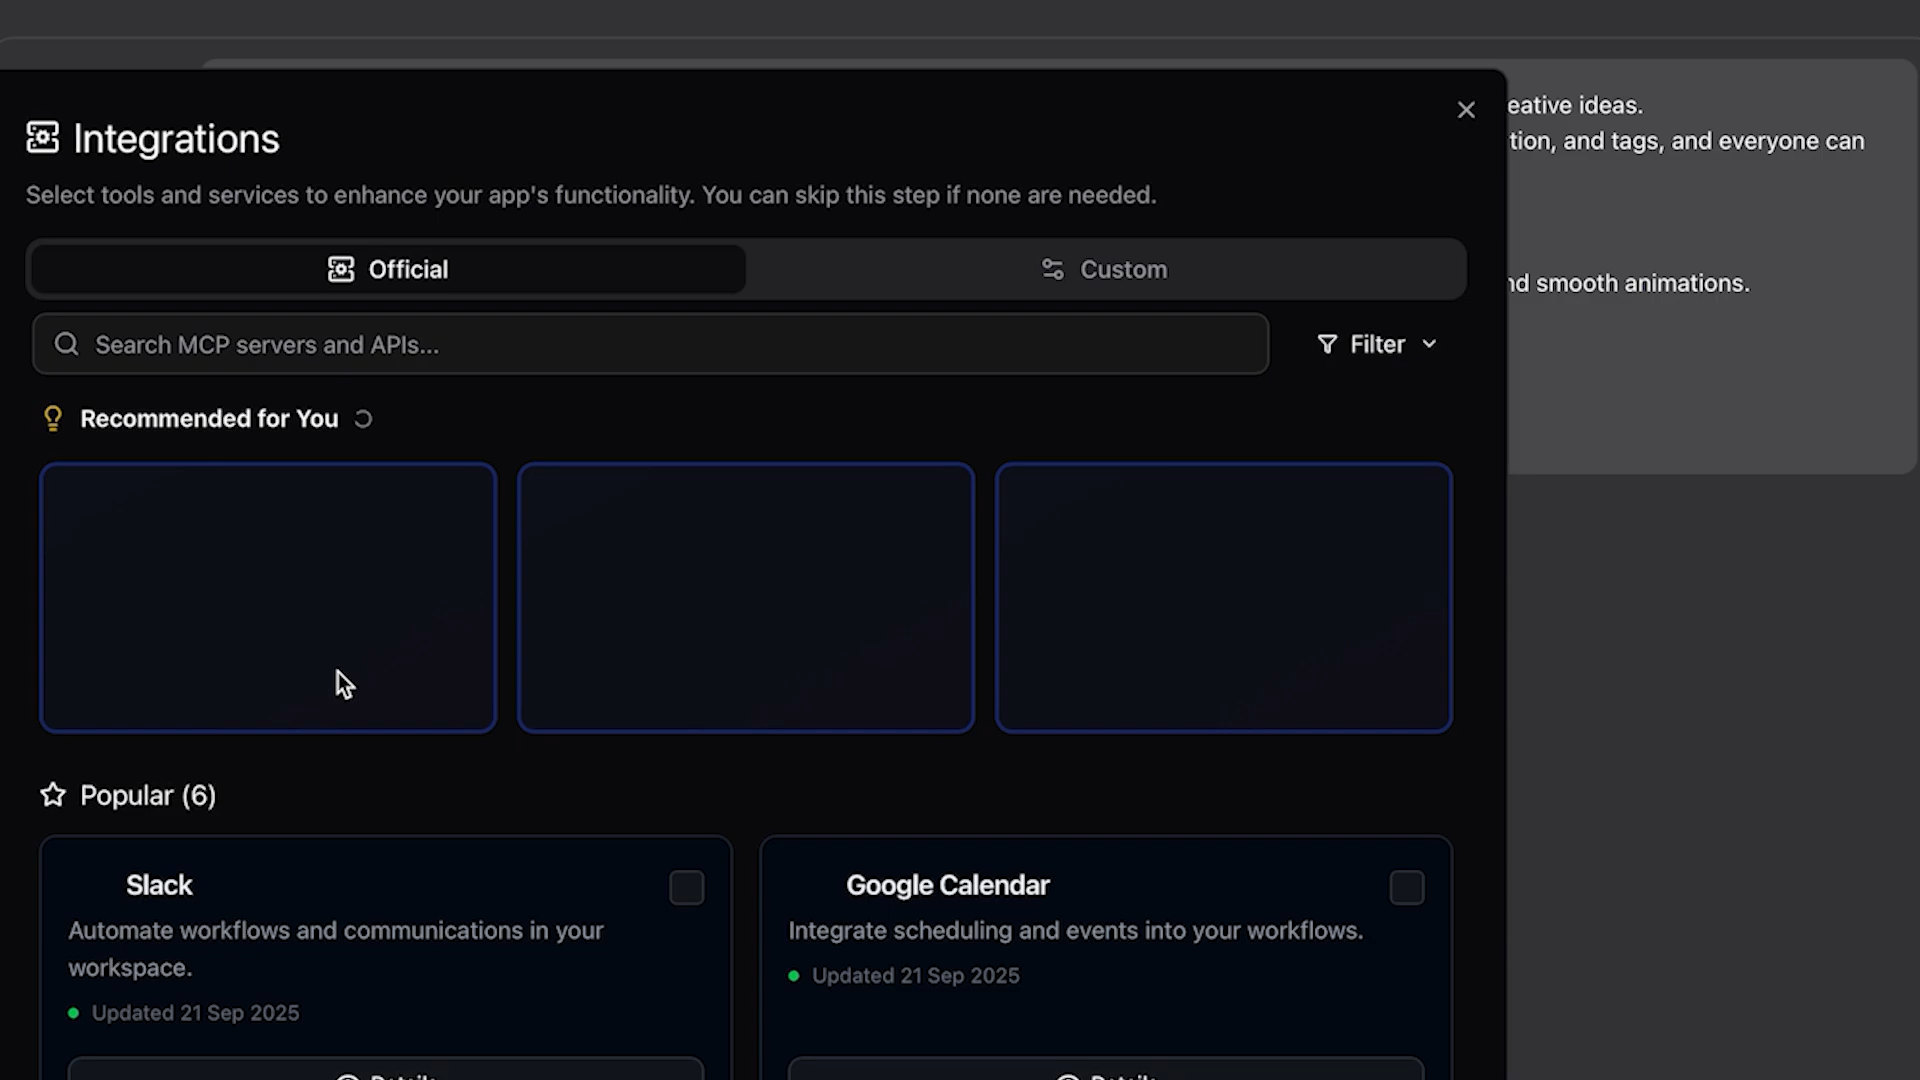 eative ideas.
tion, and tags, and everyone can
nd smooth animations.
Integrations
Select tools and services to enhance your app's functionality. You can skip this step if none are needed.
Official
Custom
Search MCP servers and APIs...
Filter
Recommended for You
Popular (6)
Slack
Automate workflows and communications in your
workspace.
Updated 21 Sep 2025
Details
Google Calendar
Integrate scheduling and events into your workflows.
Updated 21 Sep 2025
Details